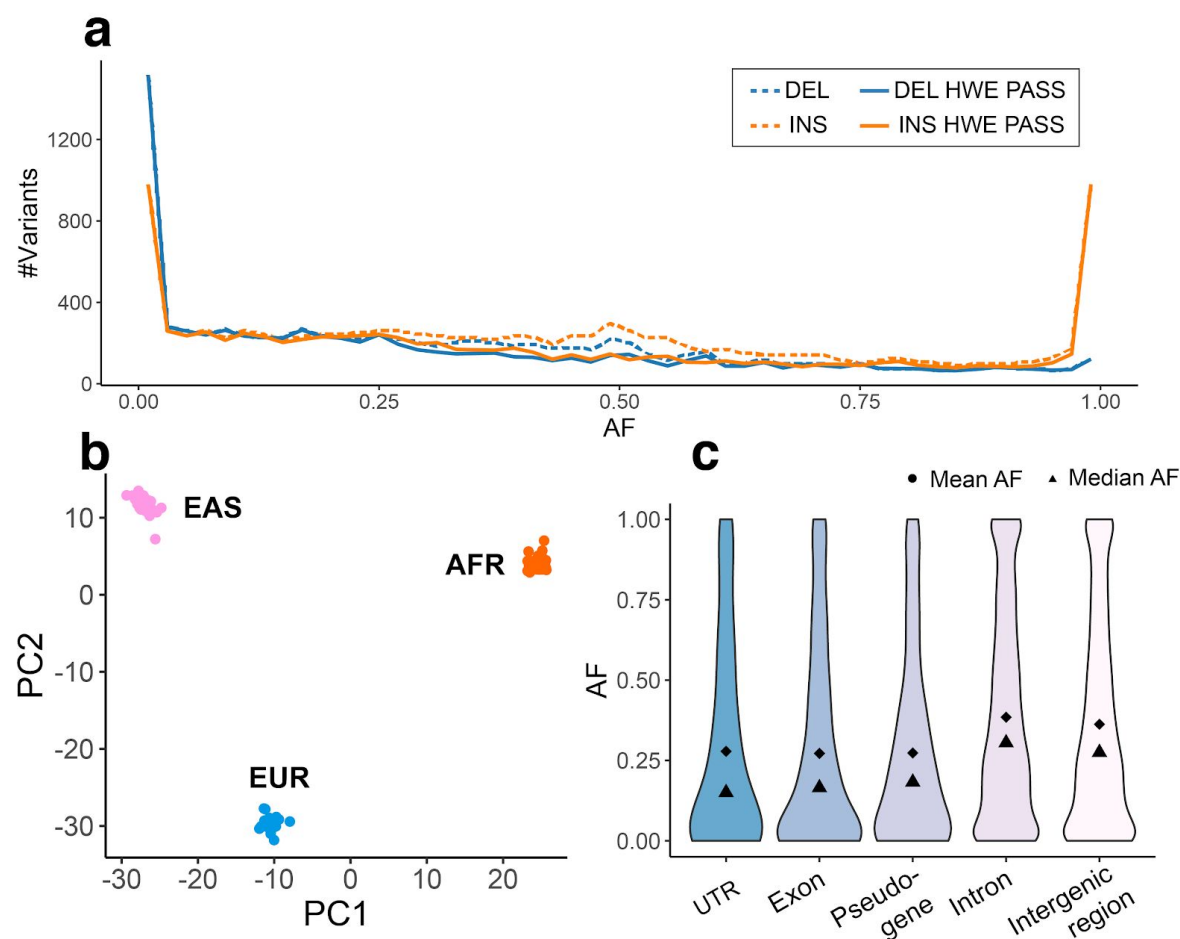 a
DEL DEL HWE PASS
INS INS HWE PASS
#Variants
1200
800
400
0
0.00 0.25 0.50 0.75 1.00
AF
b
EAS
AFR
EUR
PC2
10
0
-10
-20
-30
-30 -20 -10 0 10 20
PC1
c
Mean AF Median AF
AF
1.00
0.75
0.50
0.25
0.00
UTR
Exon
Pseudo-
gene
Intron
Intergenic
region